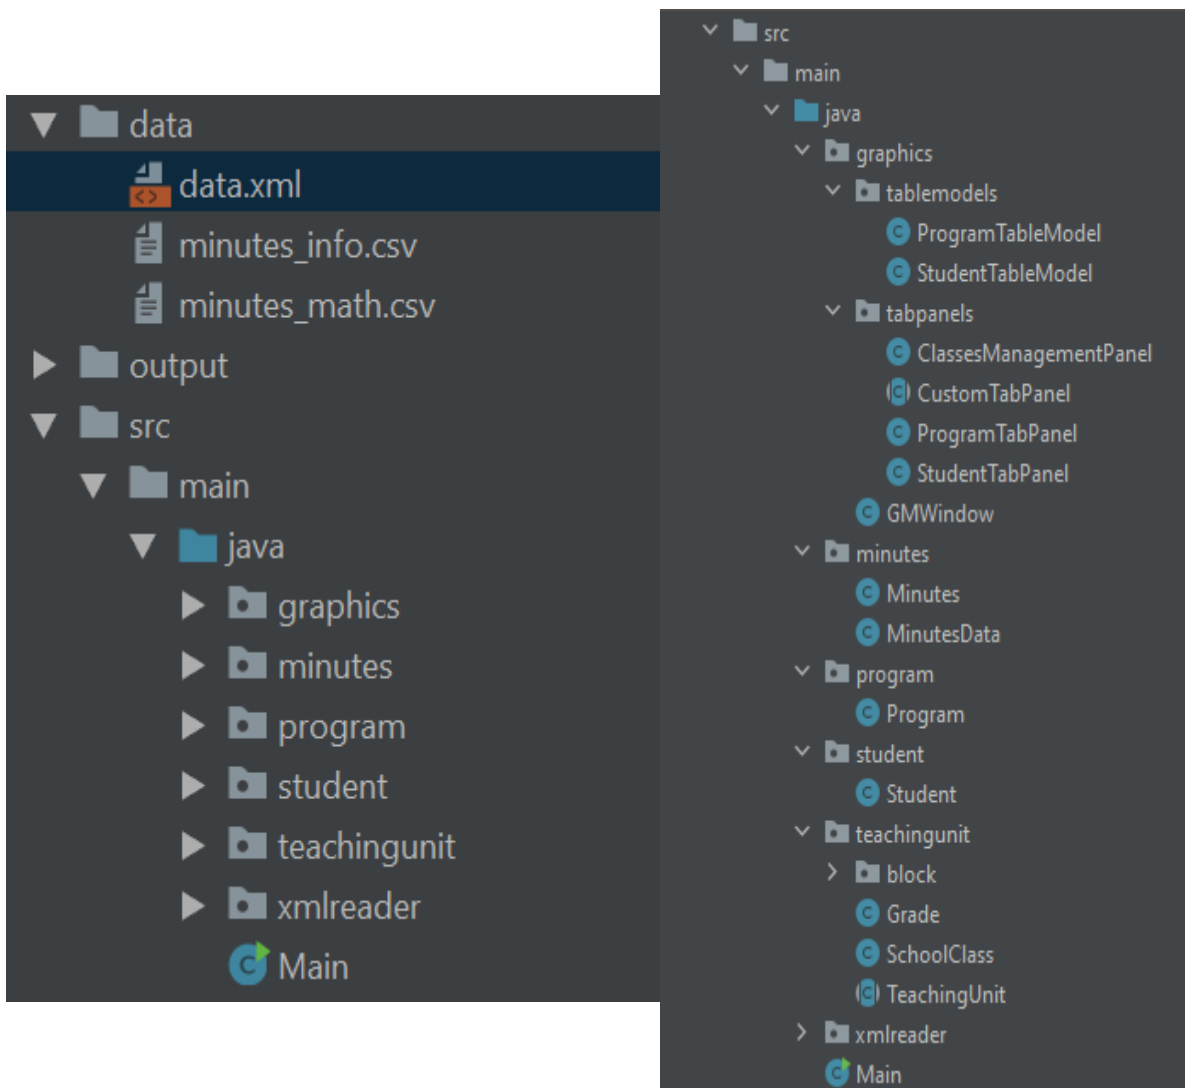 data
data.xml
minutes_info.csv
minutes_math.csv
output
src
main
java
graphics
minutes
program
student
teachingunit
xmlreader
Main
src
main
java
graphics
tablemodels
ProgramTableModel
StudentTableModel
tabpanels
ClassesManagementPanel
CustomTabPanel
ProgramTabPanel
StudentTabPanel
GMWindow
minutes
Minutes
MinutesData
program
Program
student
Student
teachingunit
block
Grade
SchoolClass
TeachingUnit
xmlreader
Main